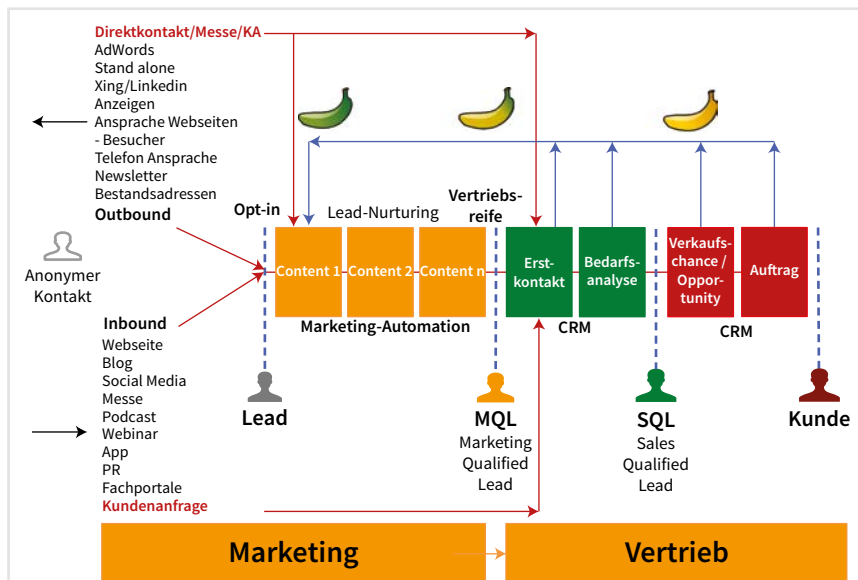 Direktkontakt/Messe/KA
AdWords
Stand alone
Xing/Linkedin
Anzeigen
Ansprache Webseiten
- Besucher
Telefon Ansprache
Newsletter
Bestandsadressen
Outbound
Anonymer
Kontakt
Inbound
Webseite
Blog
Social Media
Messe
Podcast
Webinar
App
PR
Fachportale
Kundenanfrage
Opt-in
Lead-Nurturing
Vertriebs-
reife
Content 1
Content 2
Content n
Marketing-Automation
Erst-
kontakt
Bedarfs-
analyse
CRM
Verkaufs-
chance /
Oppor-
tunity
Auftrag
CRM
Lead
MQL
Marketing
Qualified
Lead
SQL
Sales
Qualified
Lead
Kunde
Marketing
Vertrieb